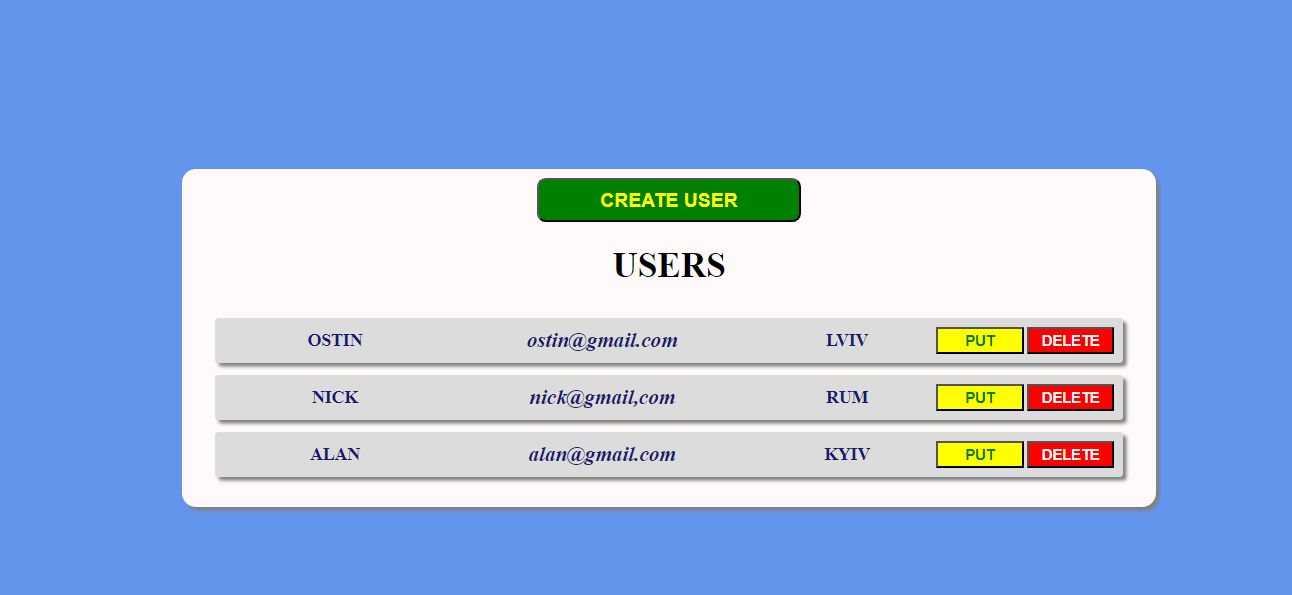 CREATE USER
USERS
OSTIN ostin@gmail.com LVIV PUT DELETE
NICK nick@gmail,com RUM PUT DELETE
ALAN alan@gmail.com KYIV PUT DELETE